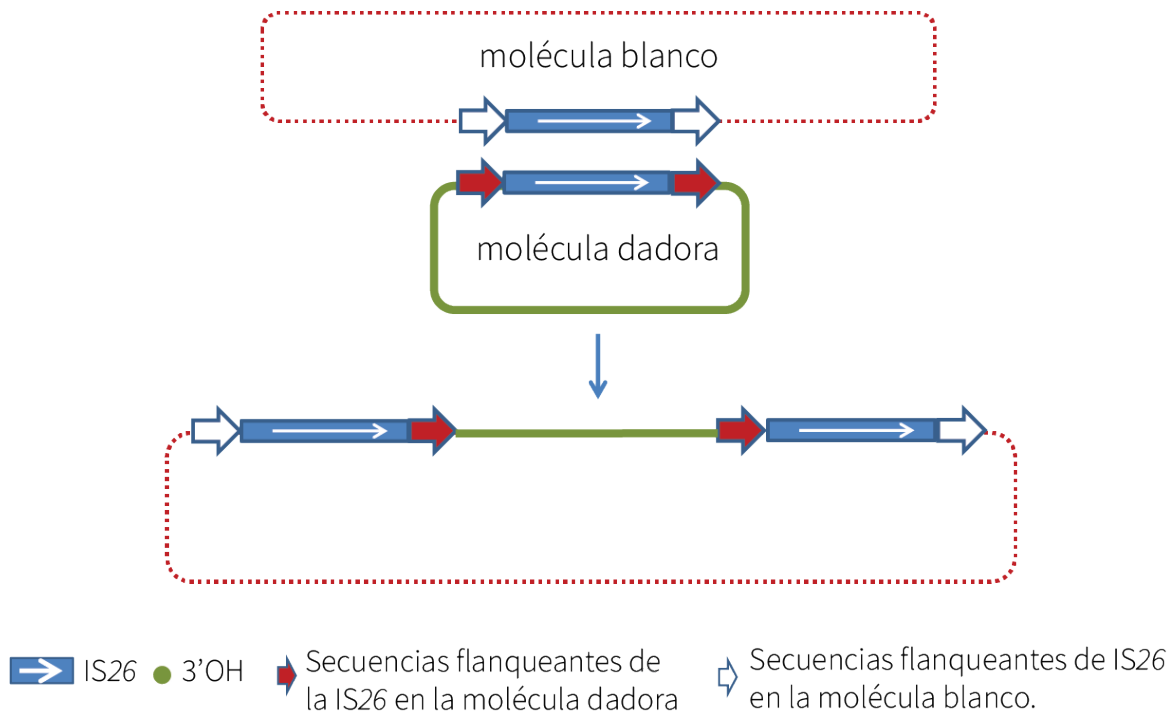 molécula blanco
molécula dadora
IS26
3’OH
Secuencias flanqueantes de
la IS26 en la molécula dadora
Secuencias flanqueantes de IS26
en la molécula blanco.